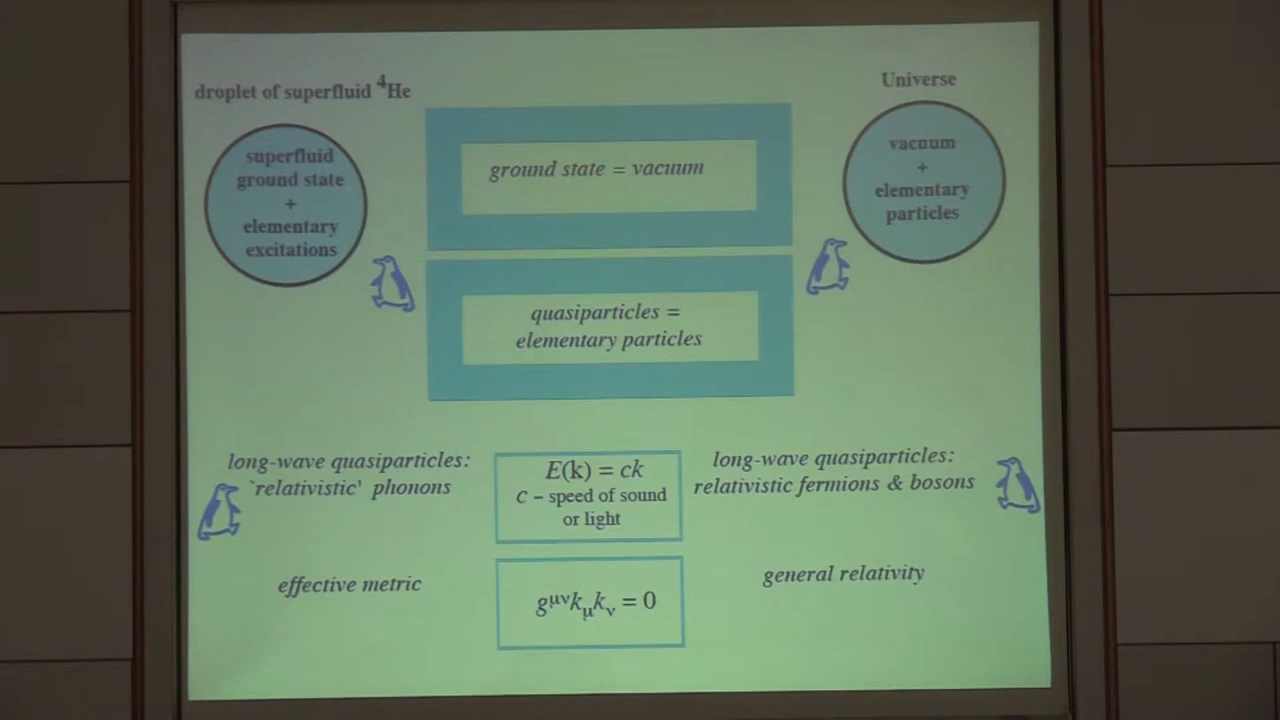 droplet of superfluid ⁴He
superfluid
ground state
+
elementary
excitations
ground state = vacuum
quasiparticles =
elementary particles
Universe
vacuum
+
elementary
particles
long-wave quasiparticles:
`relativistic' phonons
E(k) = ck
c – speed of sound
or light
long-wave quasiparticles:
relativistic fermions & bosons
effective metric
g^μν k_μ k_ν = 0
general relativity